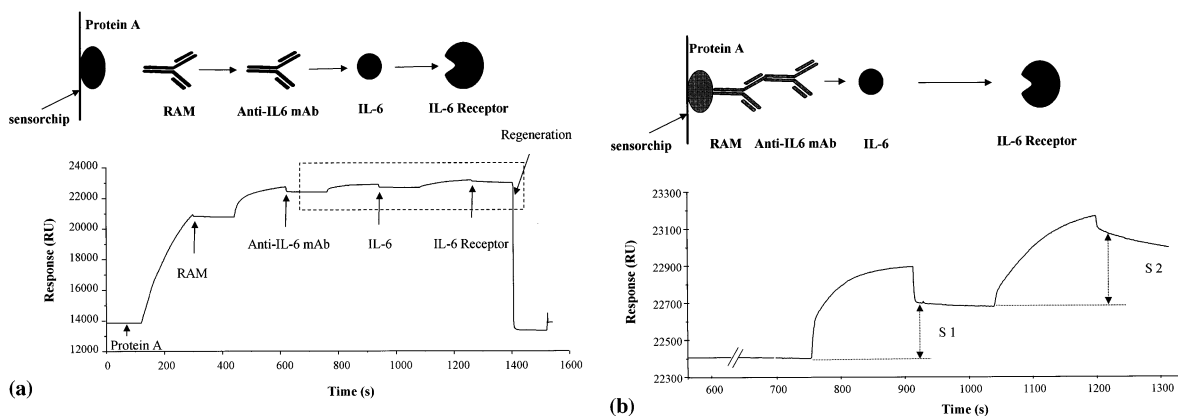 Protein A
sensorchip
RAM
Anti-IL6 mAb
IL-6
IL-6 Receptor
Regeneration
Response (RU)
24000
22000
20000
18000
16000
14000
12000
RAM
Anti-IL-6 mAb
IL-6
IL-6 Receptor
Protein A
0
200
400
600
800
1000
1200
1400
1600
Time (s)
(a)
Protein A
sensorchip
RAM
Anti-IL6 mAb
IL-6
IL-6 Receptor
Response (RU)
23300
23100
22900
22700
22500
22300
S 1
S 2
600
700
800
900
1000
1100
1200
1300
Time (s)
(b)